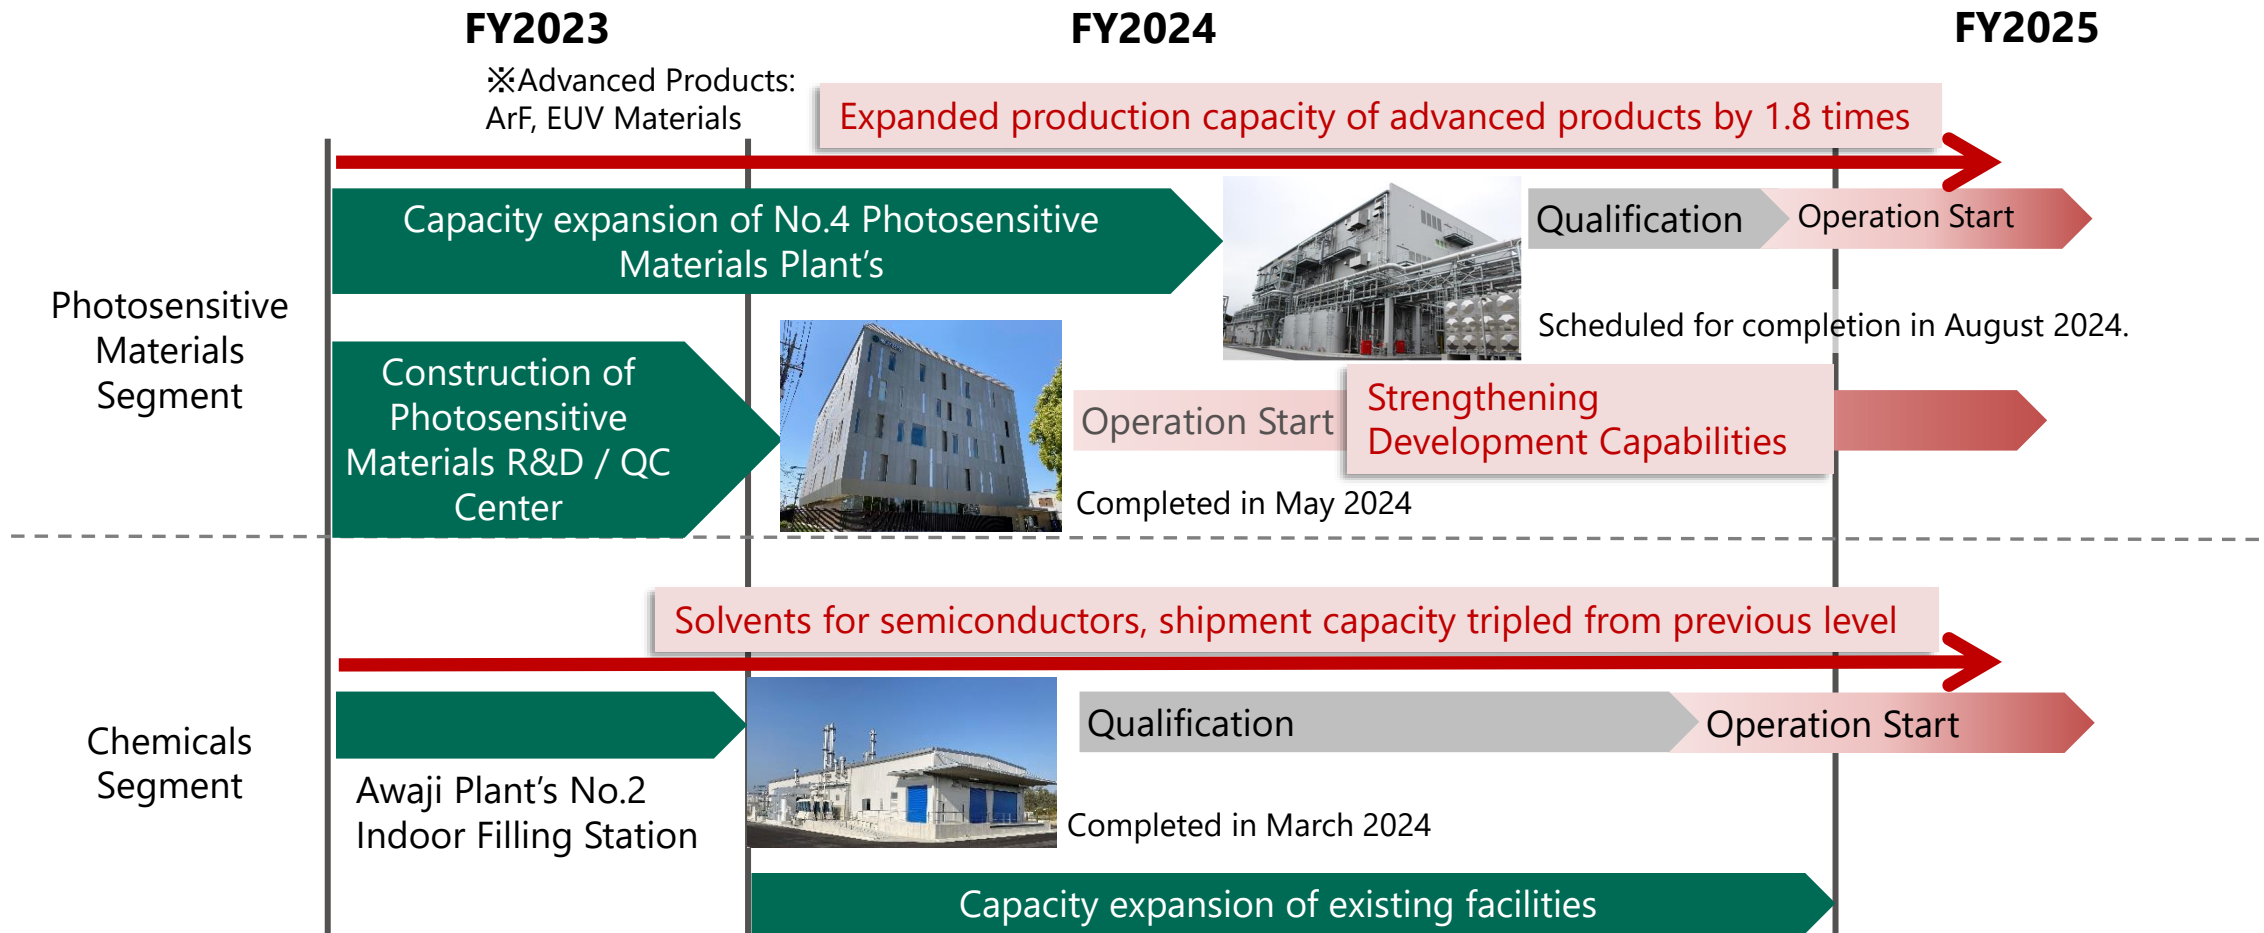 FY2023
FY2024
FY2025
※Advanced Products:
ArF, EUV Materials
Expanded production capacity of advanced products by 1.8 times
Capacity expansion of No.4 Photosensitive
Materials Plant’s
Qualification
Operation Start
Scheduled for completion in August 2024.
Photosensitive
Materials
Segment
Construction of
Photosensitive
Materials R&D / QC
Center
Operation Start
Strengthening
Development Capabilities
Completed in May 2024
Solvents for semiconductors, shipment capacity tripled from previous level
Chemicals
Segment
Awaji Plant’s No.2
Indoor Filling Station
Qualification
Operation Start
Completed in March 2024
Capacity expansion of existing facilities